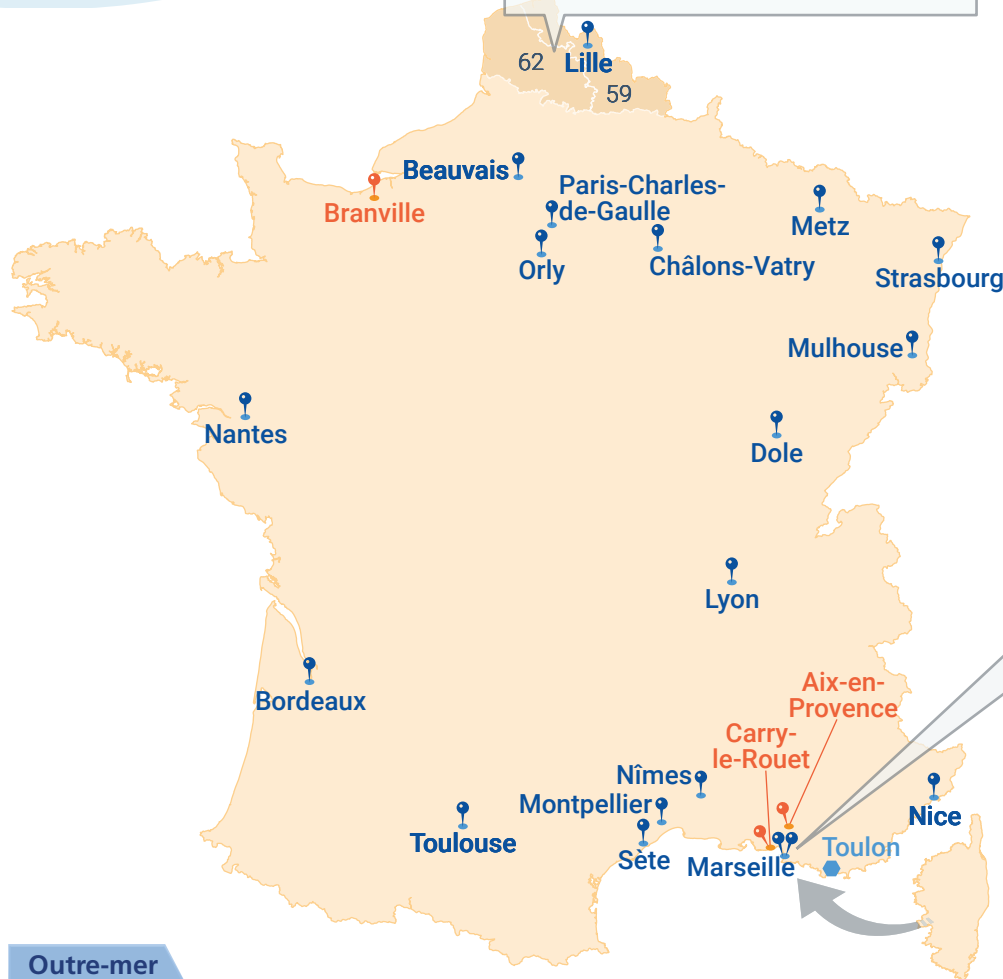 62
Lille
59
Beauvais
Paris-Charles-
de-Gaulle
Branville
Metz
Orly
Châlons-Vatry
Strasbourg
Mulhouse
Nantes
Dole
Lyon
Bordeaux
Aix-en-
Provence
Carry-
le-Rouet
Nîmes
Montpellier
Nice
Toulouse
Sète
Marseille
Toulon
Outre-mer